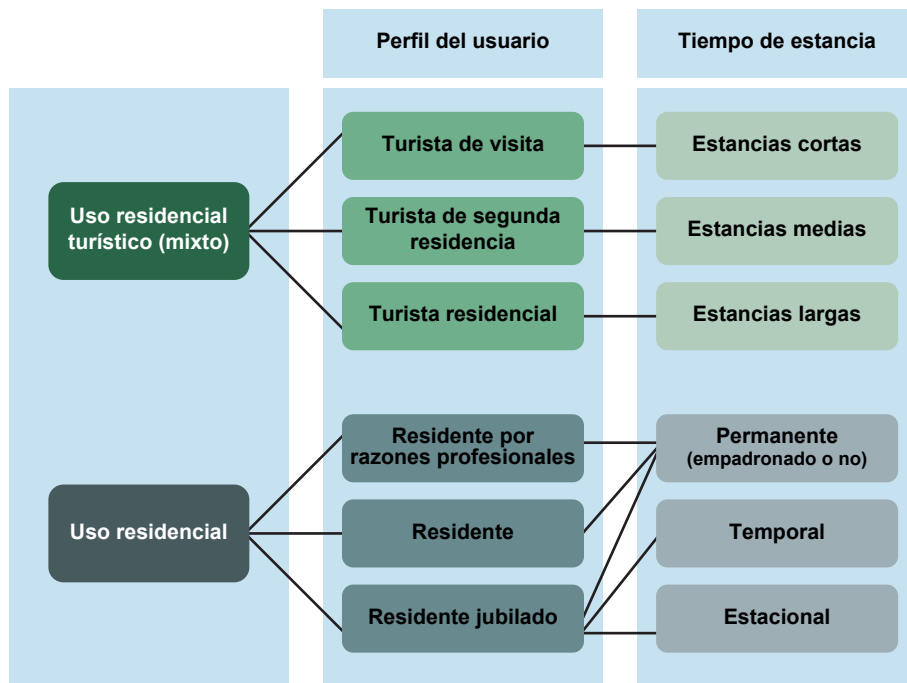 Perfil del usuario
Tiempo de estancia
Uso residencial
turístico (mixto)
Turista de visita
Estancias cortas
Turista de segunda
residencia
Estancias medias
Turista residencial
Estancias largas
Uso residencial
Residente por
razones profesionales
Permanente
(empadronado o no)
Residente
Temporal
Residente jubilado
Estacional